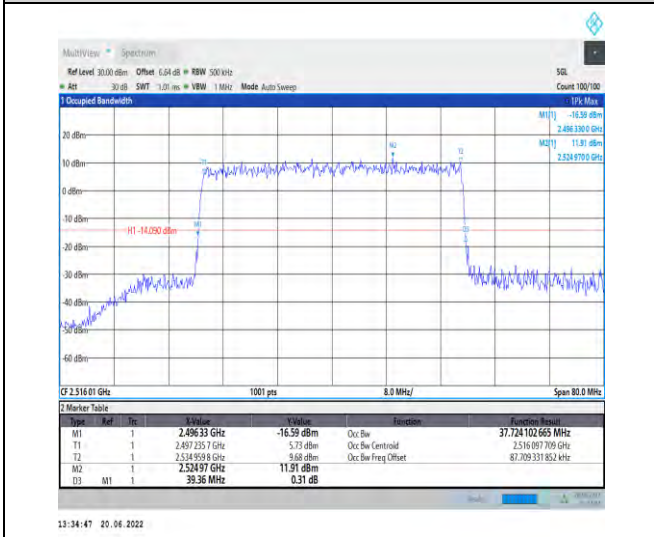 MultiView Spectrum
Ref Level 30.00 dBm Offset 6.64 dB RBW 500 kHz SGL
Att 30 dB SWT 1.01 ms VBW 1 MHz Mode Auto Sweep Count 100/100
1 Occupied Bandwidth 1Pk Max
M1[1] -16.59 dBm
2.496 330 0 GHz
M2[1] 11.91 dBm
2.524 970 0 GHz
20 dBm
M2
T2
T1
10 dBm
0 dBm
-10 dBm
M1
H1 -14.090 dBm
D3
-20 dBm
-30 dBm
-40 dBm
-50 dBm
-60 dBm
CF 2.516 01 GHz 1001 pts 8.0 MHz/ Span 80.0 MHz
2 Marker Table
Type Ref Trc X-Value Y-Value Function Function Result
M1 1 2.496 33 GHz -16.59 dBm Occ Bw 37.724 102 665 MHz
T1 1 2.497 235 7 GHz 5.73 dBm Occ Bw Centroid 2.516 097 709 GHz
T2 1 2.534 959 8 GHz 9.68 dBm Occ Bw Freq Offset 87.709 331 852 kHz
M2 1 2.524 97 GHz 11.91 dBm
D3 M1 1 39.36 MHz 0.31 dB
13:34:47 20.06.2022